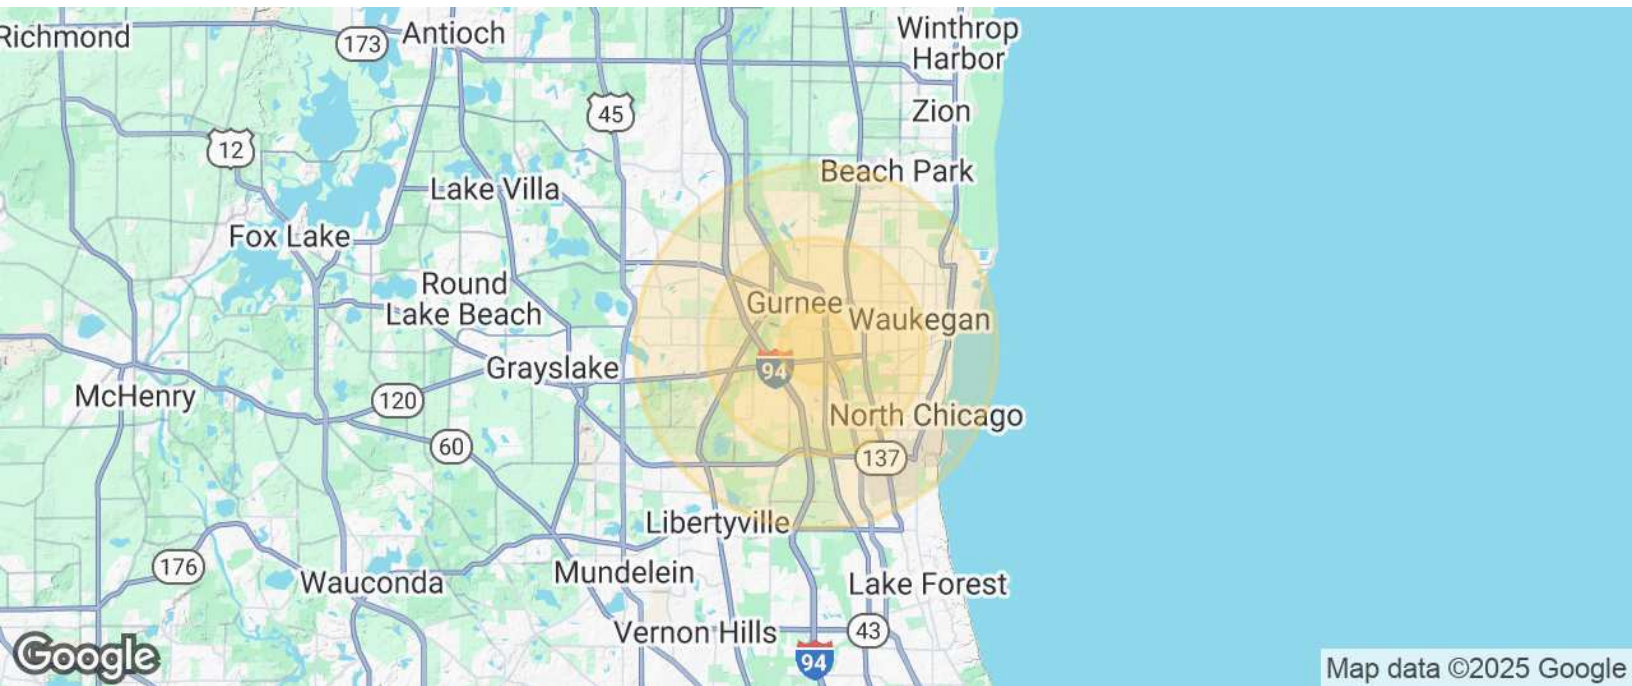 Richmond
173
Antioch
Winthrop
Harbor
45
Zion
12
Beach Park
Lake Villa
Fox Lake
Round
Lake Beach
Gurnee
Waukegan
Grayslake
94
McHenry
120
North Chicago
60
137
Libertyville
176
Wauconda
Mundelein
Lake Forest
Vernon Hills
43
94
Google
Map data ©2025 Google